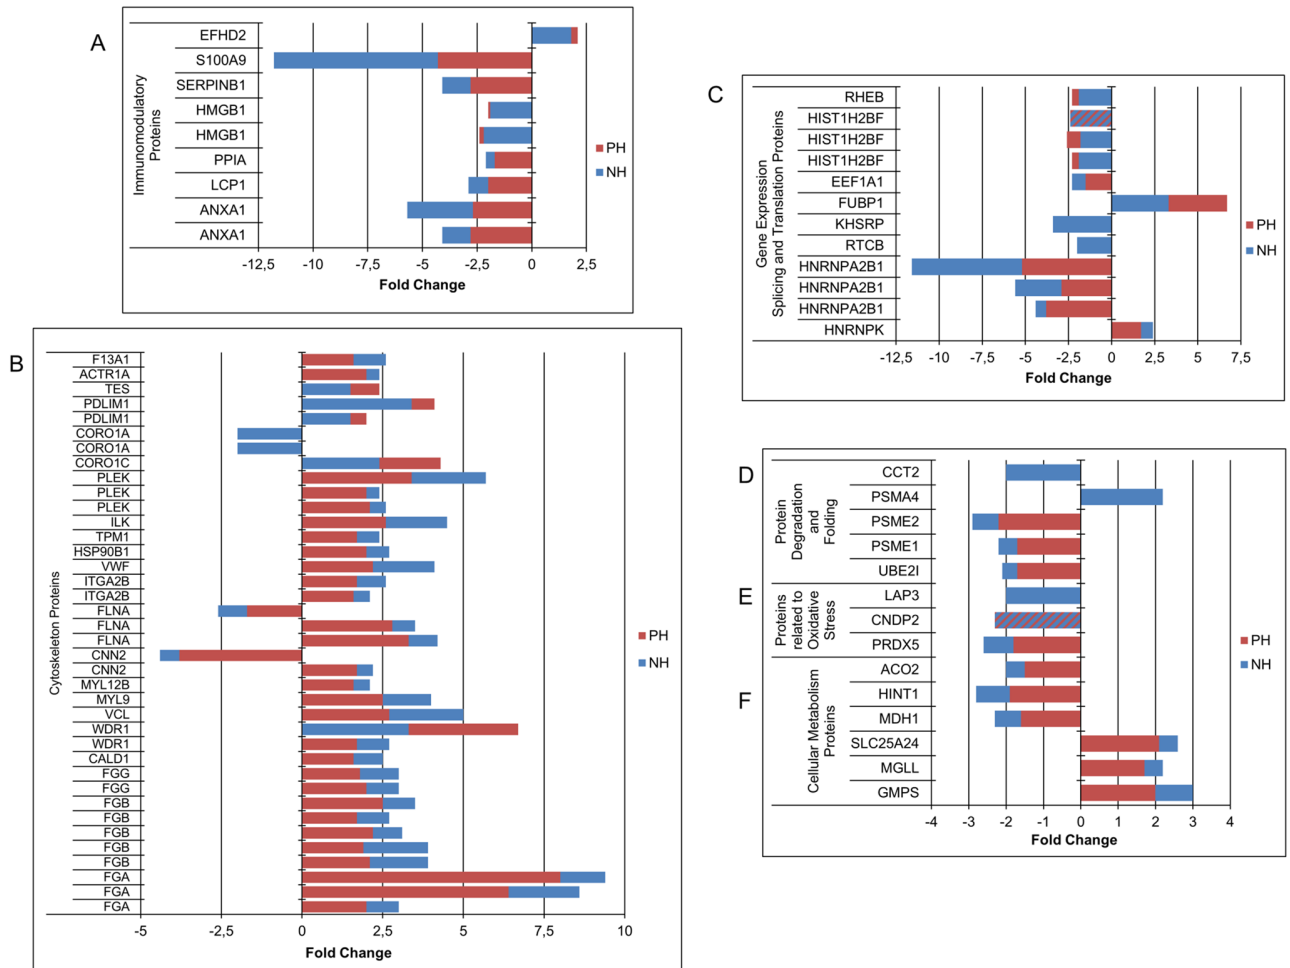 A
Immunomodulatory
Proteins
EFHD2
S100A9
SERPINB1
HMGB1
HMGB1
PPIA
LCP1
ANXA1
ANXA1
-12,5 -10 -7,5 -5 -2,5 0 2,5
Fold Change
PH
NH
B
Cytoskeleton Proteins
F13A1
ACTR1A
TES
PDLIM1
PDLIM1
CORO1A
CORO1A
CORO1C
PLEK
PLEK
PLEK
ILK
TPM1
HSP90B1
VWF
ITGA2B
ITGA2B
FLNA
FLNA
FLNA
CNN2
CNN2
MYL12B
MYL9
VCL
WDR1
WDR1
CALD1
FGG
FGG
FGB
FGB
FGB
FGB
FGB
FGA
FGA
FGA
-5 -2,5 0 2,5 5 7,5 10
Fold Change
PH
NH
C
Gene Expression
Splicing and Translation Proteins
RHEB
HIST1H2BF
HIST1H2BF
HIST1H2BF
EEF1A1
FUBP1
KHSRP
RTCB
HNRNPA2B1
HNRNPA2B1
HNRNPA2B1
HNRNPK
-12,5 -10 -7,5 -5 -2,5 0 2,5 5 7,5
Fold Change
PH
NH
D
Protein
Degradation
and
Folding
CCT2
PSMA4
PSME2
PSME1
UBE2I
E
Proteins
related to
Oxidative
Stress
LAP3
CNDP2
PRDX5
F
Cellular Metabolism
Proteins
ACO2
HINT1
MDH1
SLC25A24
MGLL
GMPS
-4 -3 -2 -1 0 1 2 3 4
Fold Change
PH
NH